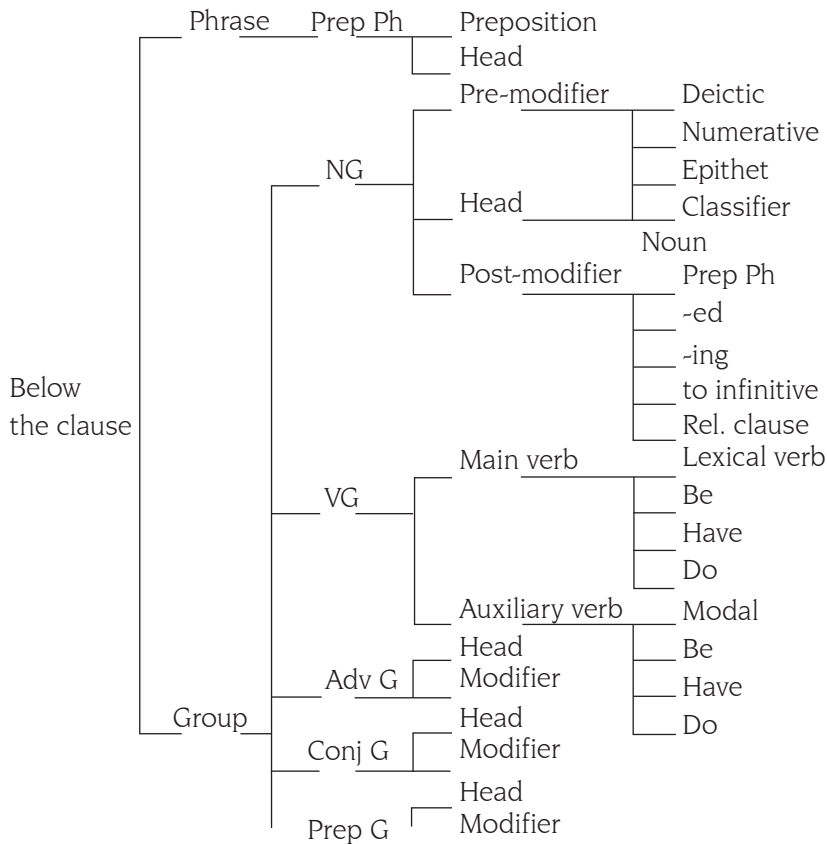 Phrase Prep Ph Preposition
Head
Pre-modifier Deictic
Numerative
NG Epithet
Head Classifier
Noun
Post-modifier Prep Ph
-ed
-ing
Below to infinitive
the clause Rel. clause
Main verb Lexical verb
VG Be
Have
Do
Auxiliary verb Modal
Head Be
Adv G Modifier Have
Group Head Do
Conj G Modifier
Head
Prep G Modifier